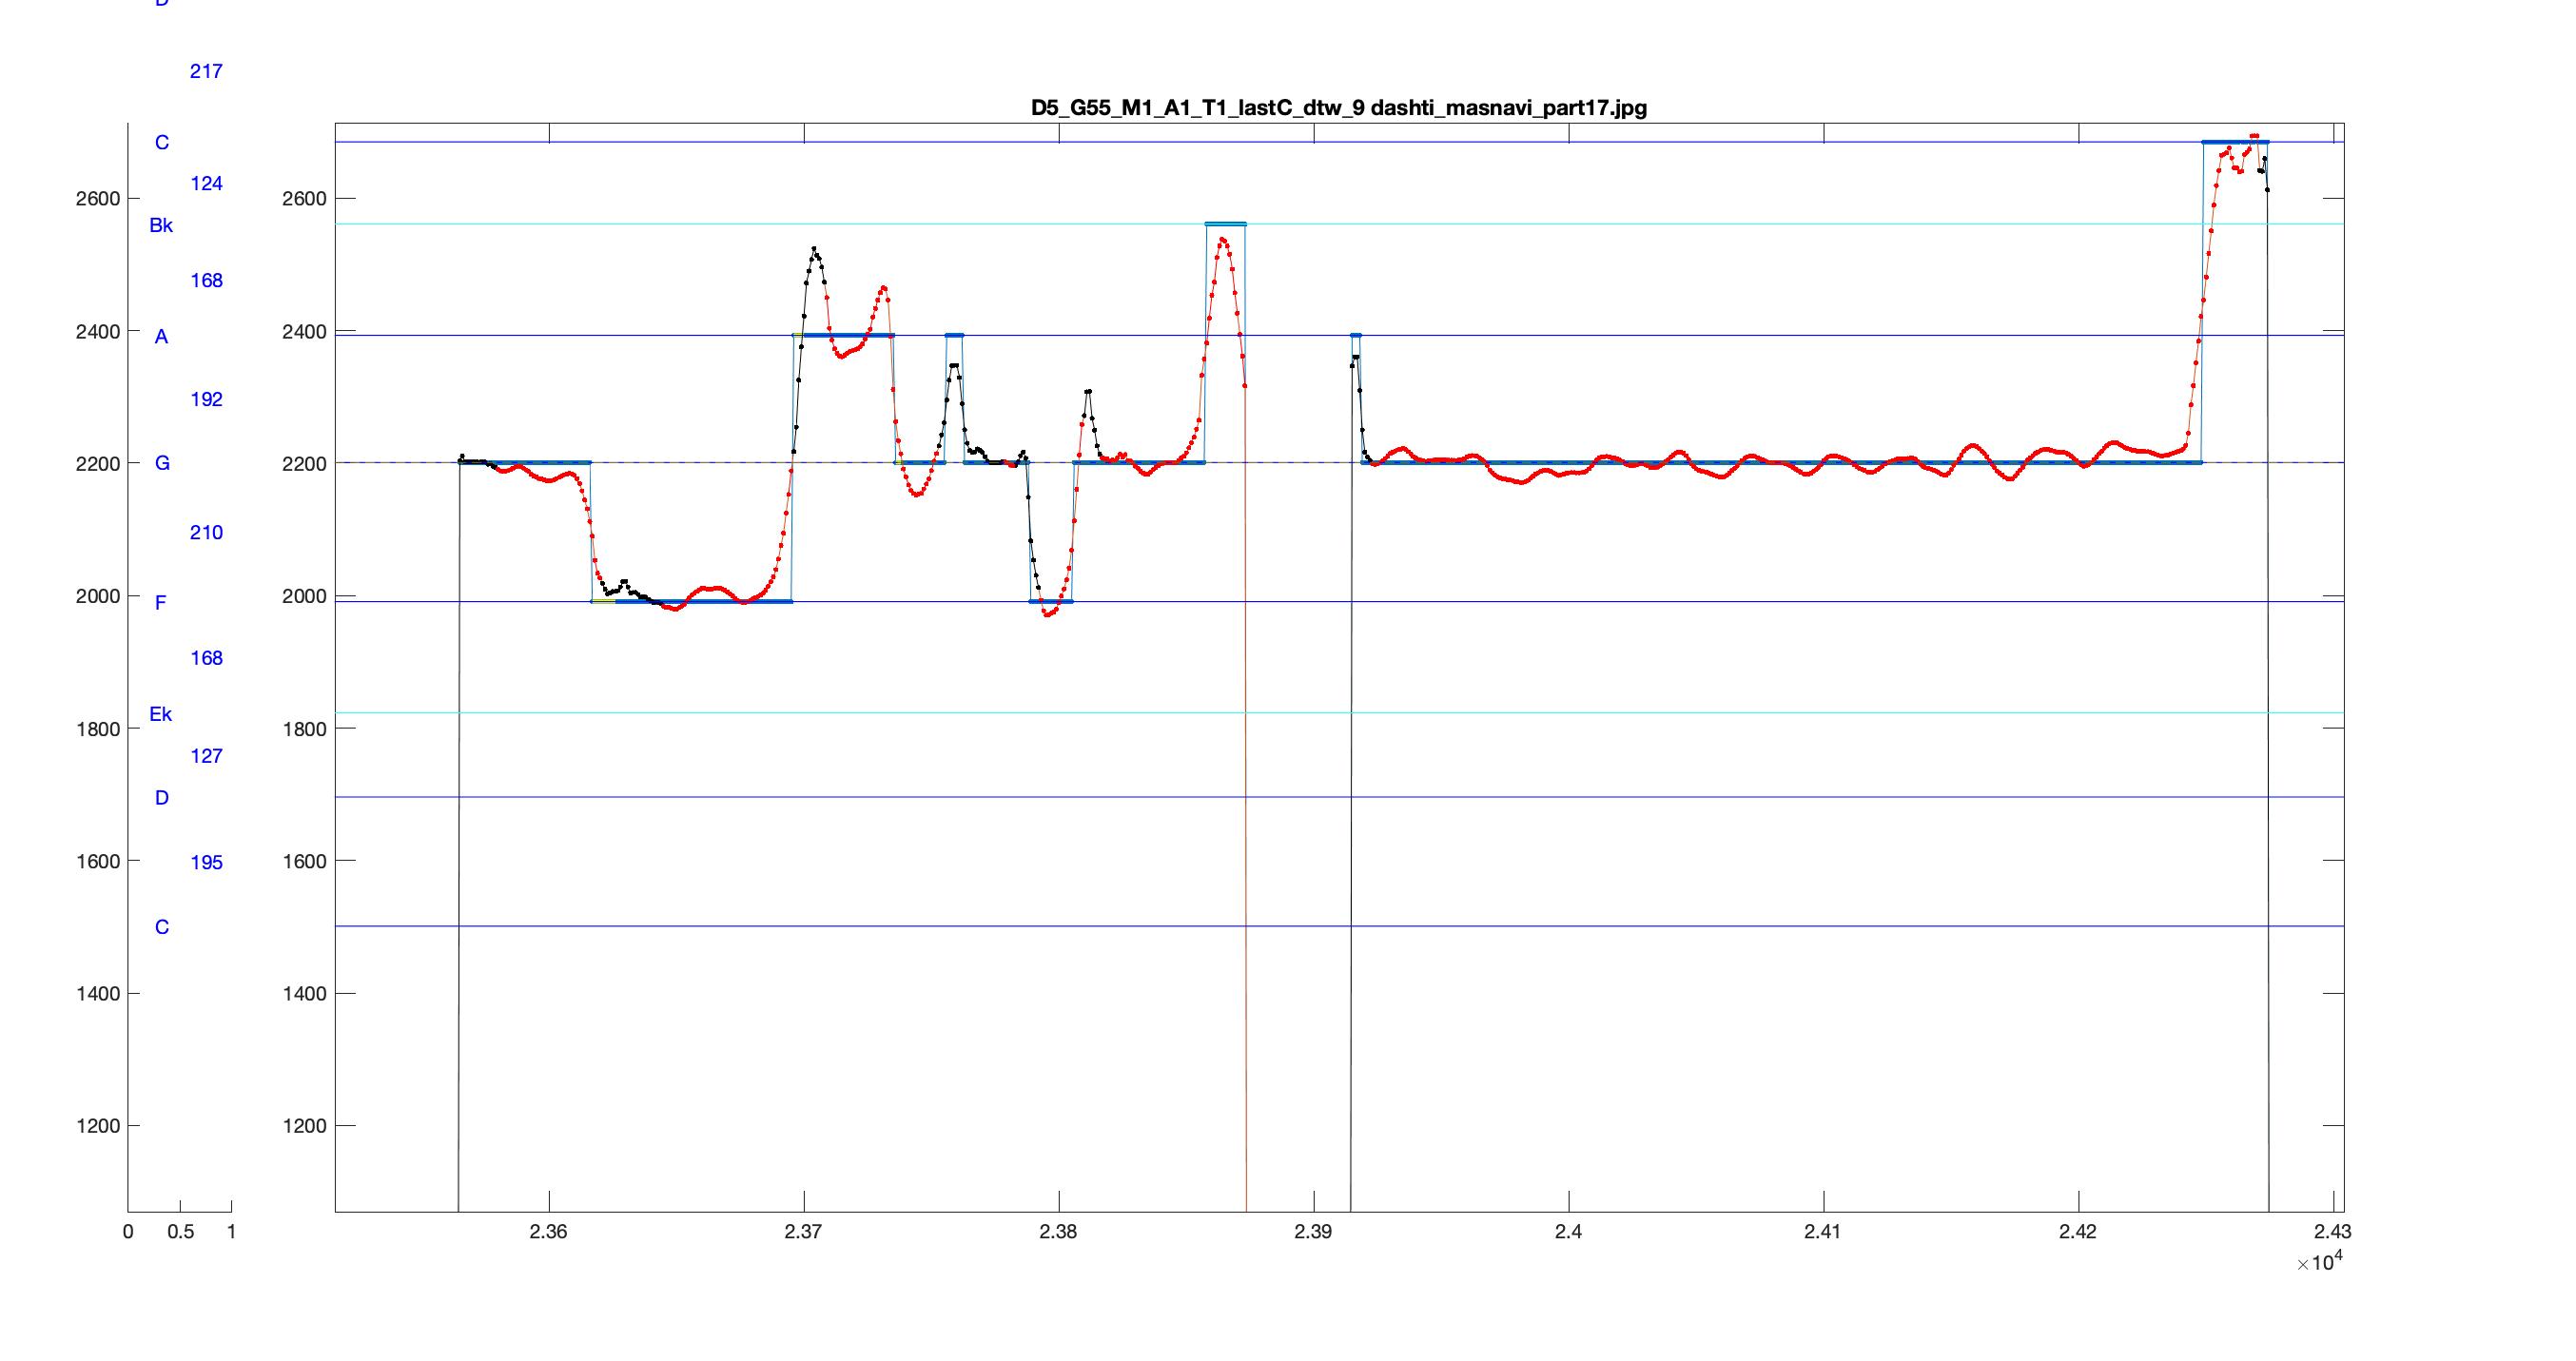 D
217
D5_G55_M1_A1_T1_lastC_dtw_9 dashti_masnavi_part17.jpg
C
124
2600 2600
Bk
168
2400 A 2400
192
2200 G 2200
210
2000 F 2000
168
Ek
1800 1800
127
D
195
1600 1600
C
1400 1400
1200 1200
0 0.5 1 2.36 2.37 2.38 2.39 2.4 2.41 2.42 2.43
×10⁴